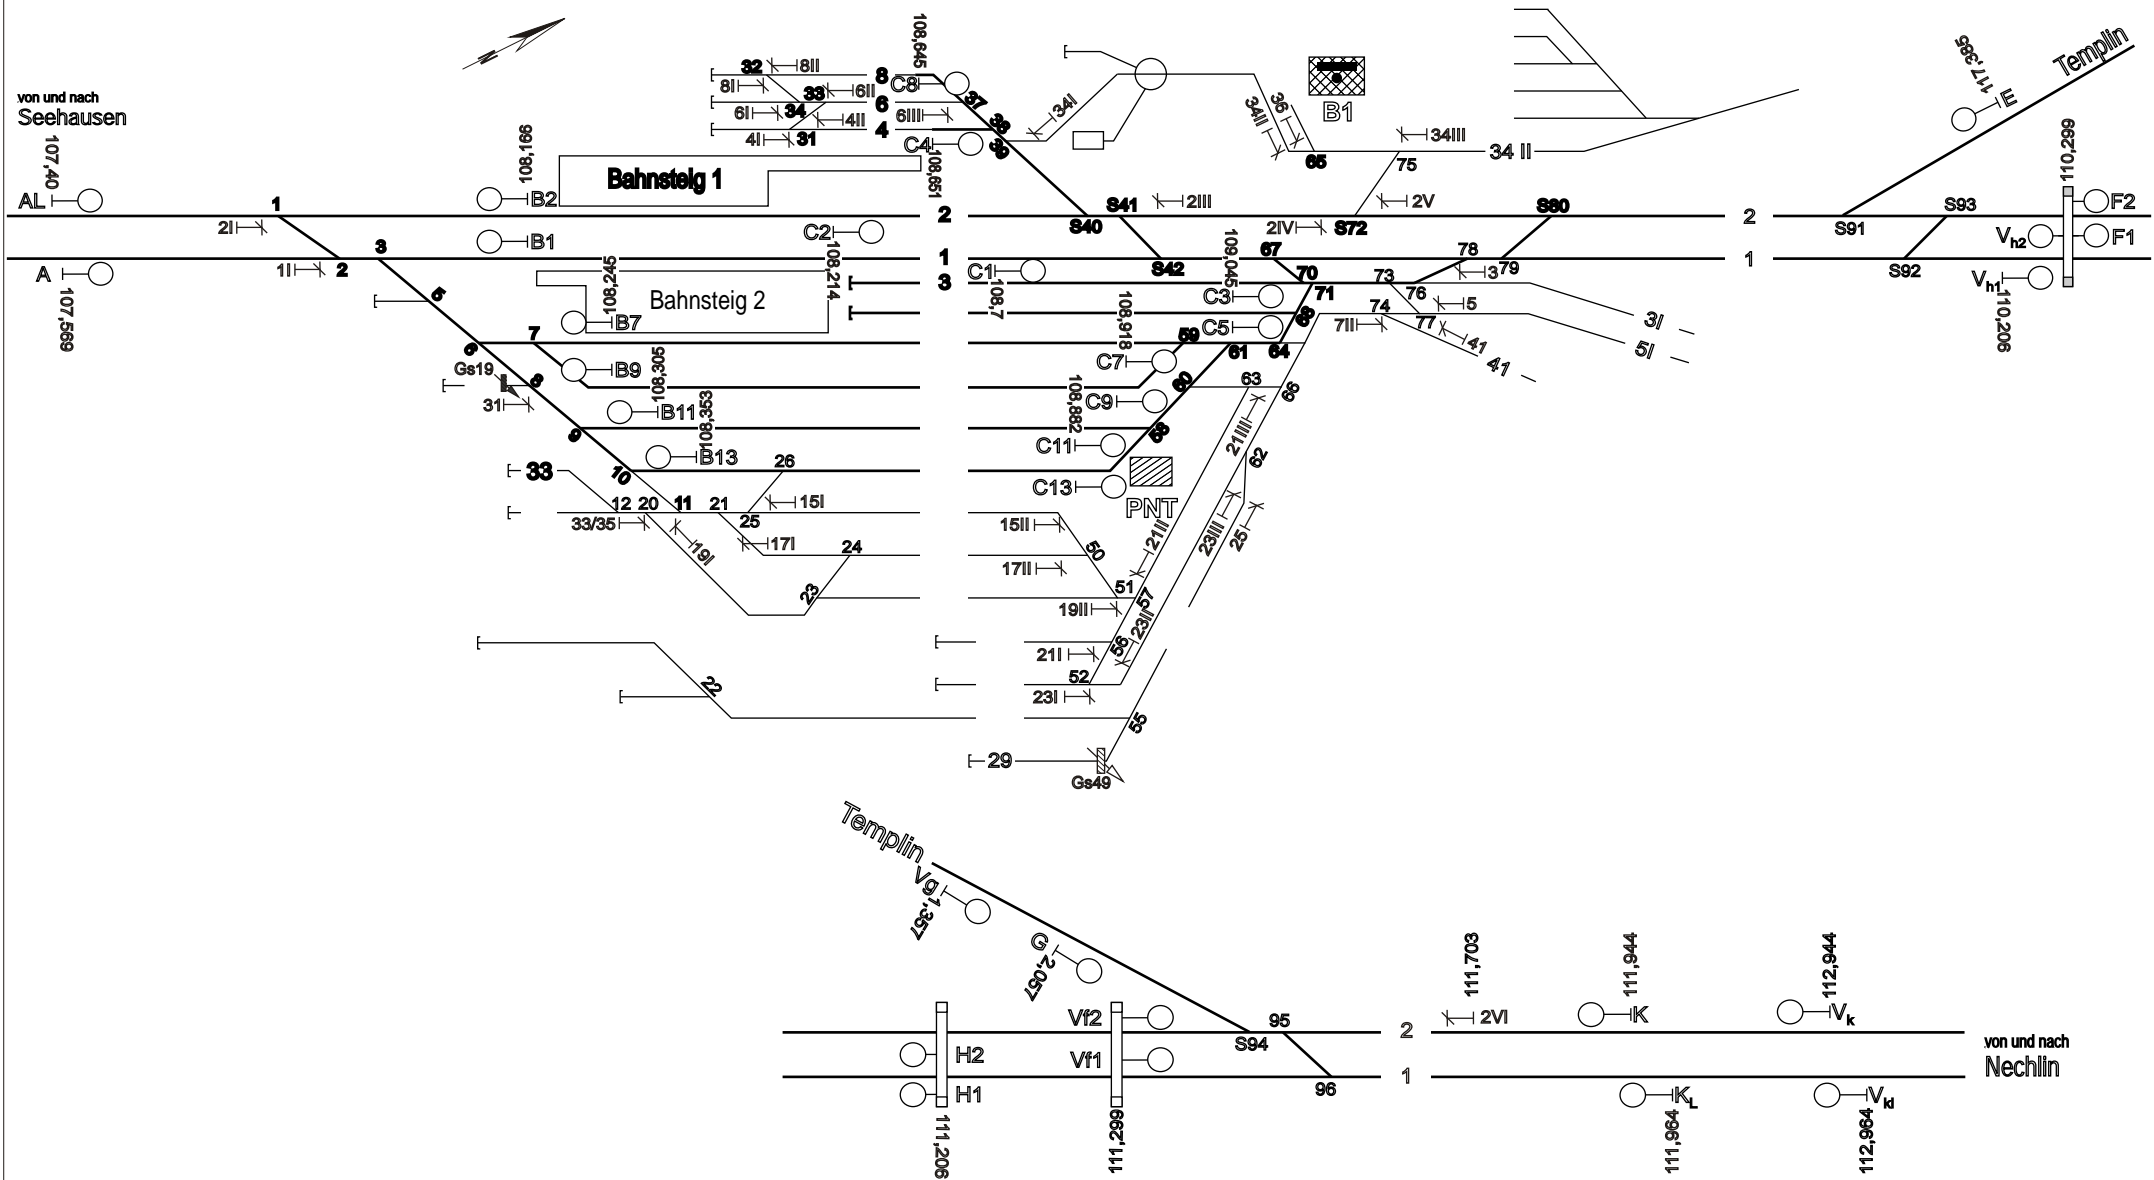 N
von und nach
Seehausen
Templin
8
6
4
32
33
34
31
8I
8II
6I
6II
6III
4I
4II
C8
C4
108,645
108,651
37
38
39
34I
34II
36
65
B1
34III
75
34 II
117,385
E
110,299
107,40
AL
A
107,569
2I
1
1I
2
3
108,166
B2
B1
Bahnsteig 1
Bahnsteig 2
C2
108,214
2
1
3
S40
S41
S42
2III
2IV
S72
2V
S80
2
1
S91
S92
S93
F2
F1
Vh2
Vh1
110,206
C1
108,7
109,045
67
70
71
C3
C5
68
73
78
79
3
76
5
74
77
7II
41
41
3I
5I
5
6
7
108,245
B7
B9
108,305
B11
108,353
B13
Gs19
8
31
9
10
33
12
20
11
21
26
25
33/35
19I
15I
17I
24
23
22
108,918
59
C7
61
64
60
63
66
C9
108,882
C11
58
C13
PNT
62
21III
21II
23III
25
15II
50
17II
51
19II
57
23II
56
21I
52
23I
55
29
Gs49
Templin
Vg
1,357
G
2,057
H2
H1
111,206
Vf2
Vf1
111,299
S94
95
96
2
1
2VI
111,703
K
111,944
Vk
112,944
KL
111,964
Vkl
112,964
von und nach
Nechlin